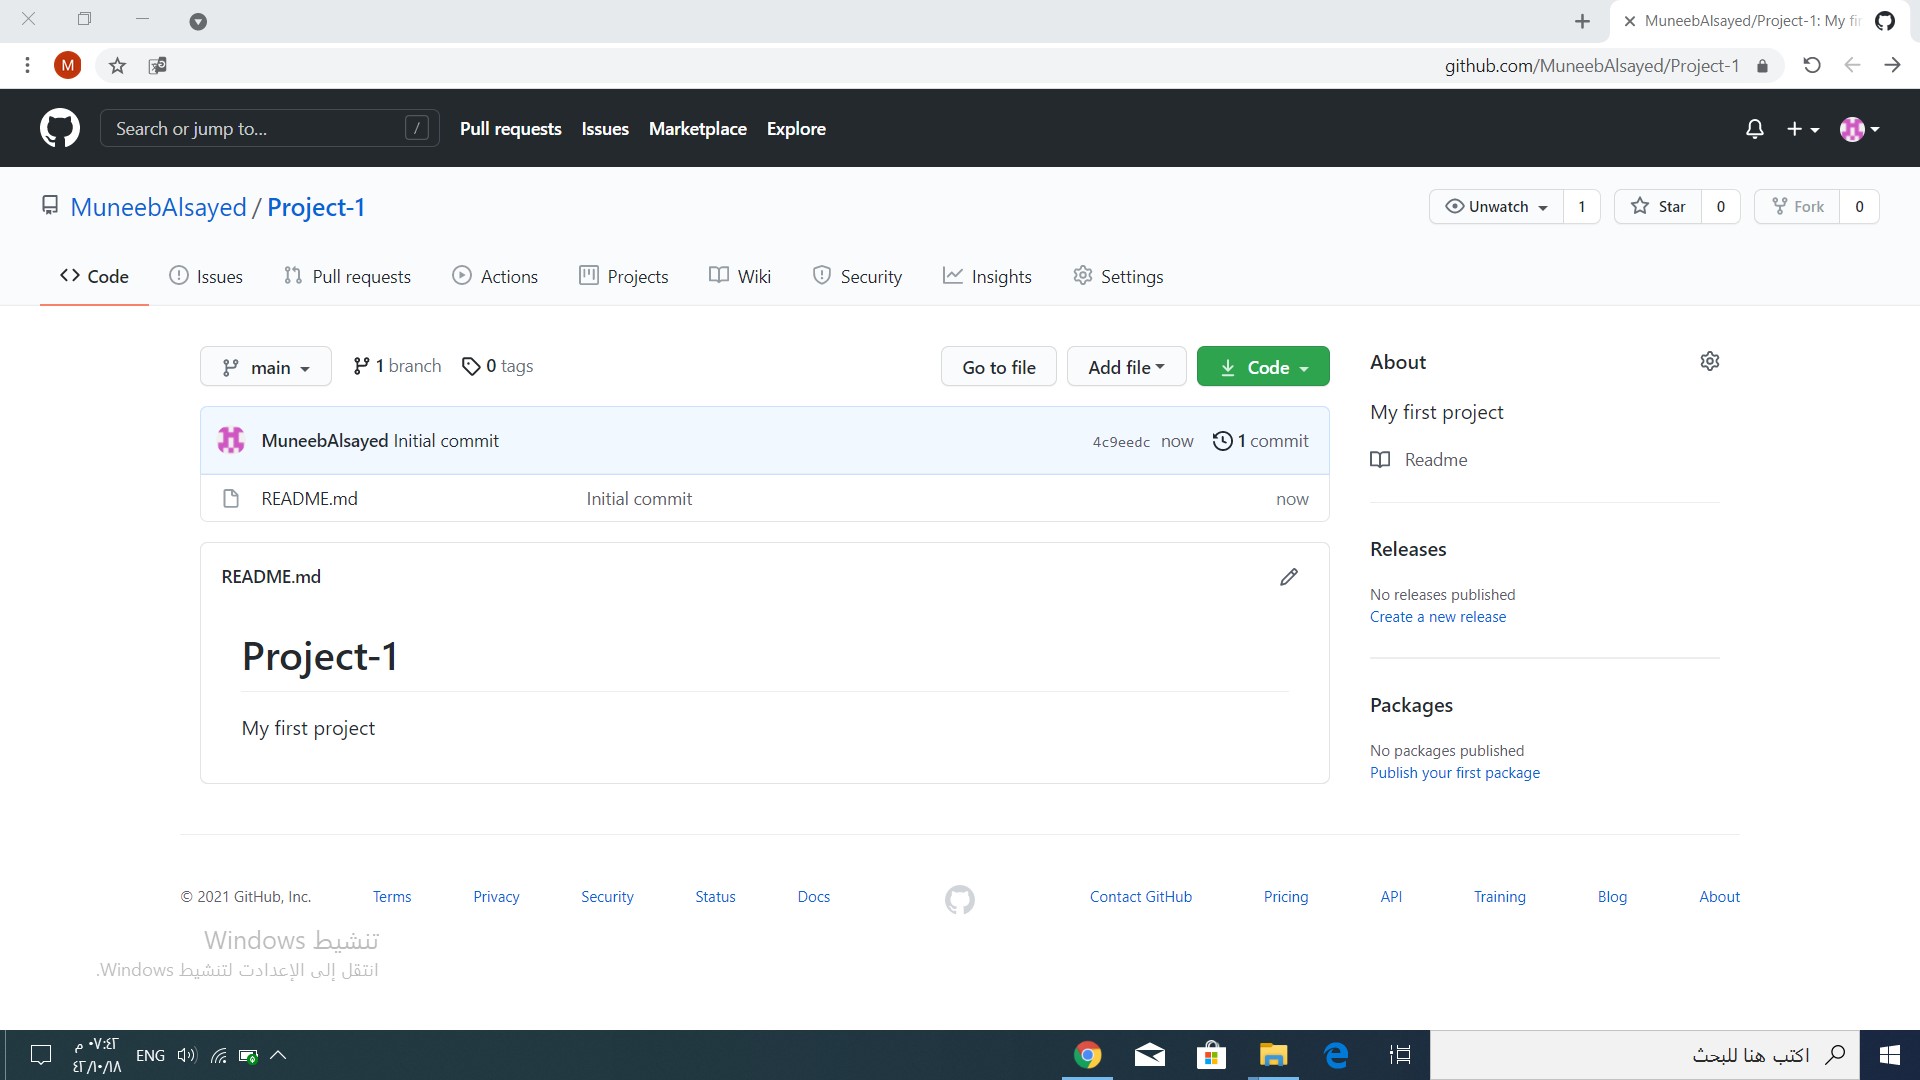 MuneebAlsayed/Project-1: My fi
M
github.com/MuneebAlsayed/Project-1
Search or jump to...
/
Pull requests
Issues
Marketplace
Explore
MuneebAlsayed / Project-1
Unwatch
1
Star
0
Fork
0
Code
Issues
Pull requests
Actions
Projects
Wiki
Security
Insights
Settings
main
1 branch
0 tags
Go to file
Add file
Code
About
MuneebAlsayed Initial commit
4c9eedc
now
1 commit
My first project
Readme
README.md
Initial commit
now
README.md
Releases
No releases published
Create a new release
Project-1
My first project
Packages
No packages published
Publish your first package
© 2021 GitHub, Inc.
Terms
Privacy
Security
Status
Docs
Contact GitHub
Pricing
API
Training
Blog
About
تنشيط Windows
انتقل إلى الإعدادت لتنشيط Windows.
٠٧:٤٢ م
٤٢/١٠/١٨
ENG
اكتب هنا للبحث